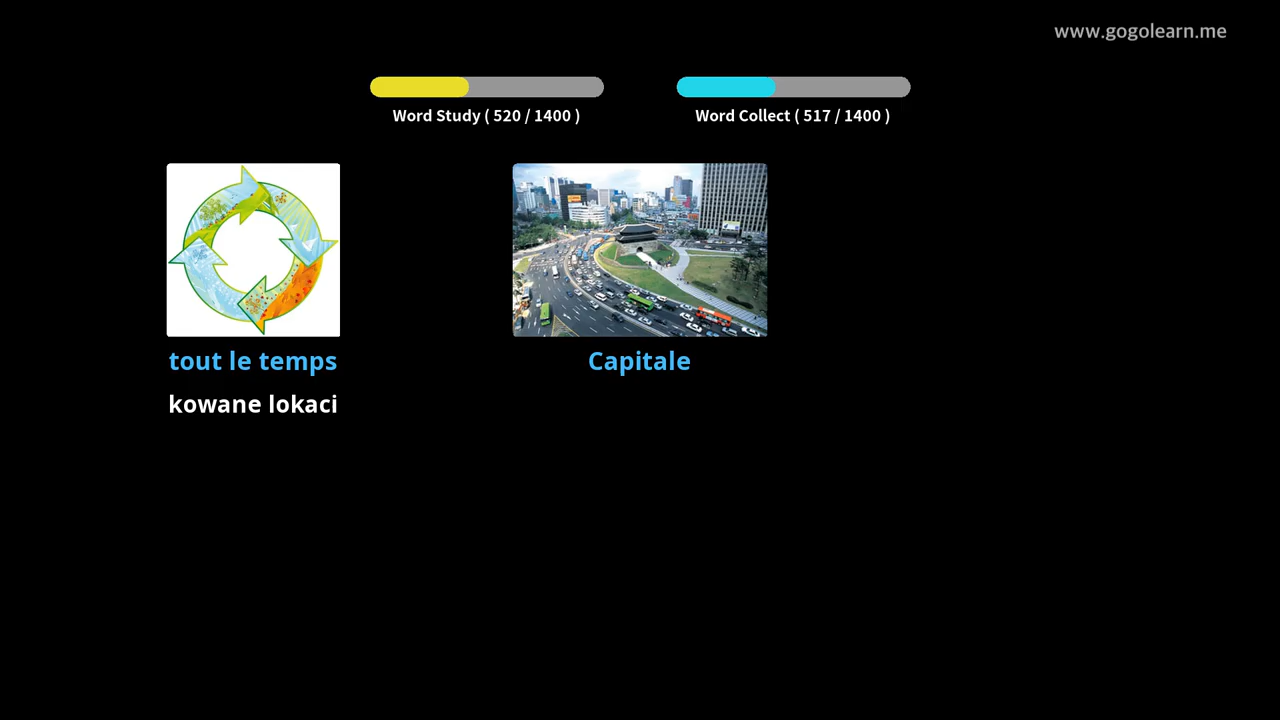 www.gogolearn.me
Word Study ( 520 / 1400 )
Word Collect ( 517 / 1400 )
tout le temps
Capitale
kowane lokaci